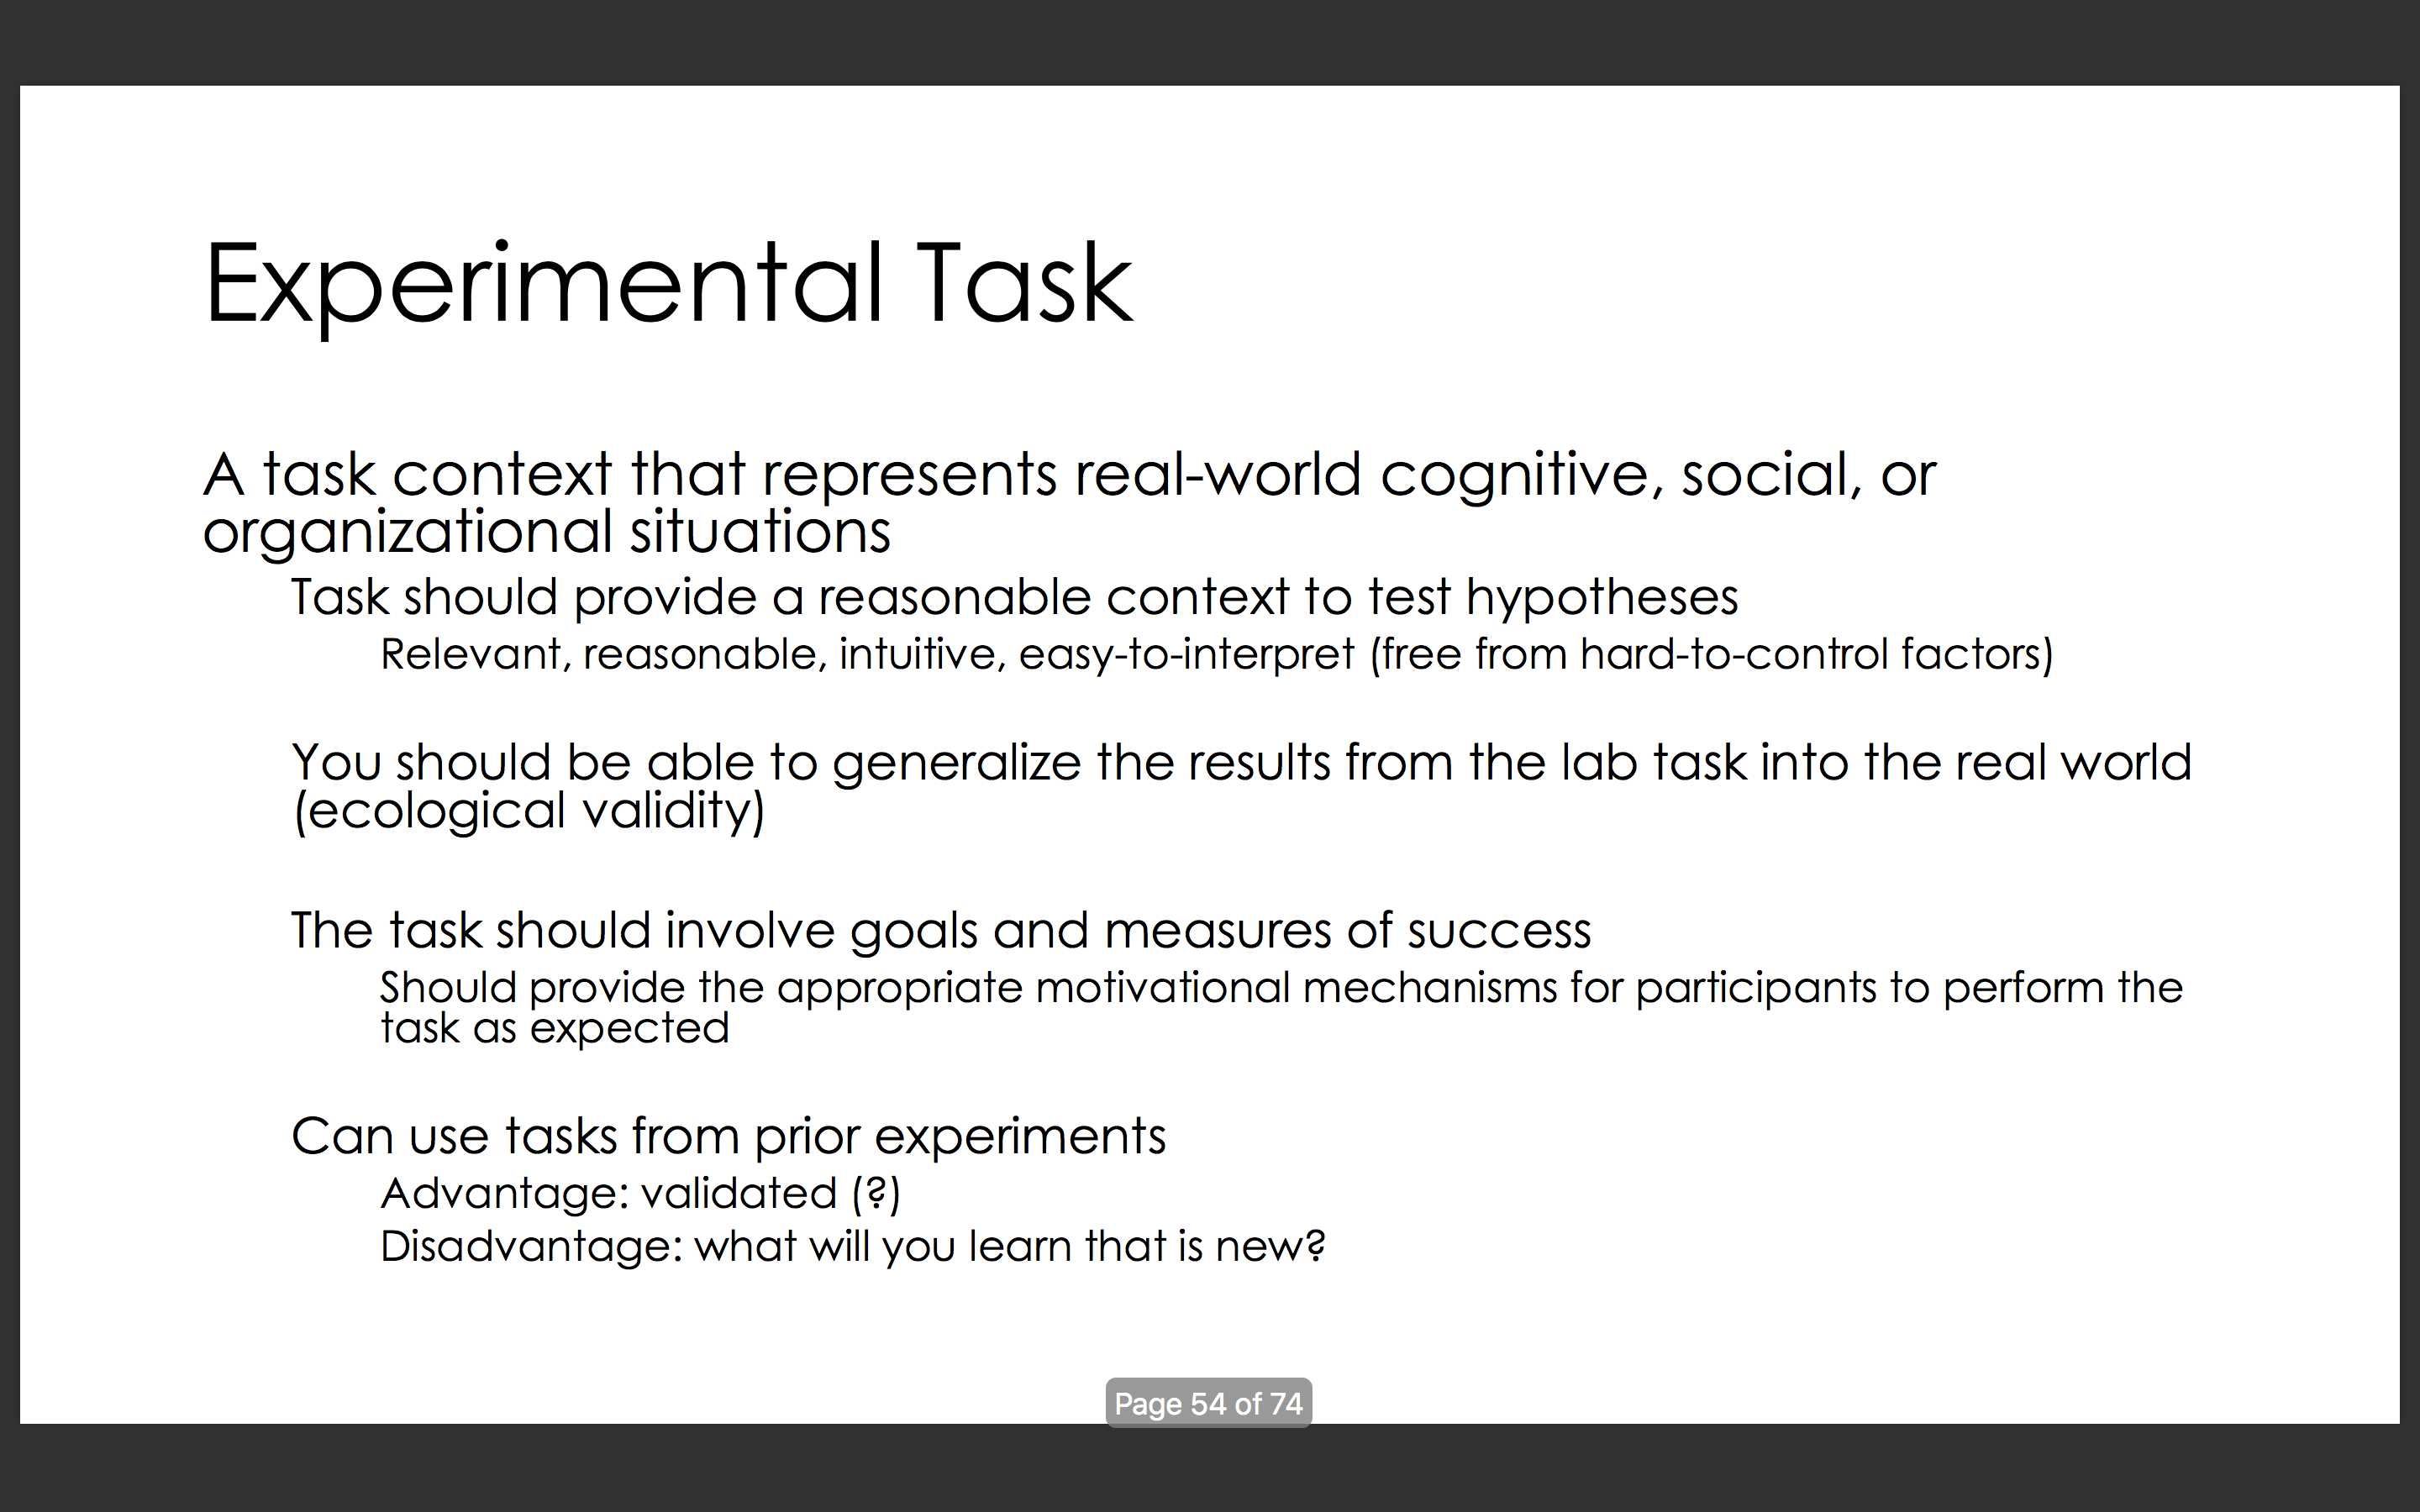 Experimental Task
A task context that represents real-world cognitive, social, or
organizational situations
Task should provide a reasonable context to test hypotheses
Relevant, reasonable, intuitive, easy-to-interpret (free from hard-to-control factors)
You should be able to generalize the results from the lab task into the real world
(ecological validity)
The task should involve goals and measures of success
Should provide the appropriate motivational mechanisms for participants to perform the
task as expected
Can use tasks from prior experiments
Advantage: validated (?)
Disadvantage: what will you learn that is new?
Page 54 of 74